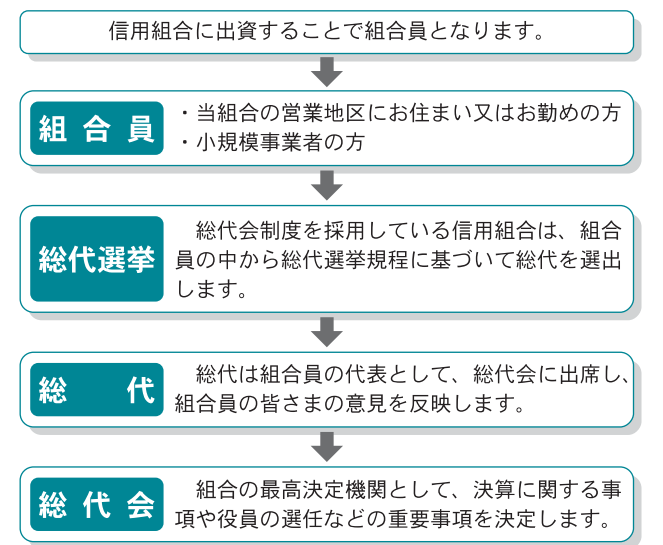 信用組合に出資することで組合員となります。
組合員
・当組合の営業地区にお住まい又はお勤めの方
・小規模事業者の方
総代選挙
総代会制度を採用している信用組合は、組合
員の中から総代選挙規程に基づいて総代を選出
します。
総代
総代は組合員の代表として、総代会に出席し、
組合員の皆さまの意見を反映します。
総代会
組合の最高決定機関として、決算に関する事
項や役員の選任などの重要事項を決定します。